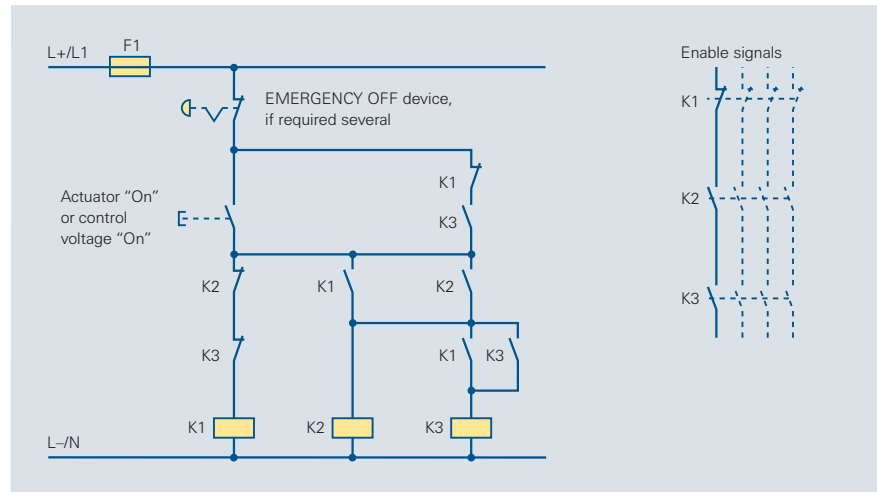 L+/L1
F1
Enable signals
EMERGENCY OFF device,
if required several
K1
K1
Actuator “On”
or control
voltage “On”
K3
K2
K2
K1
K2
K3
K3
K1
K3
K1
K2
K3
L–/N